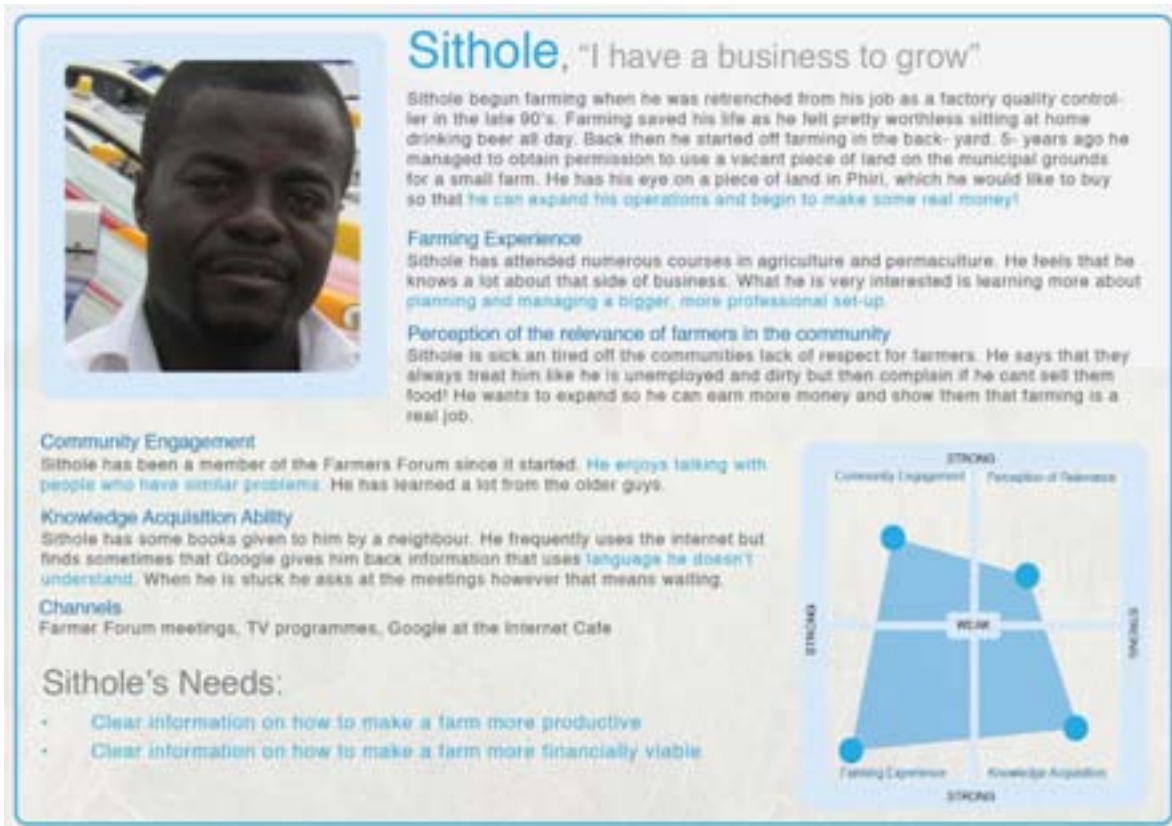 Sithole, “I have a business to grow”
Sithole begun farming when he was retrenched from his job as a factory quality control-
ler in the late 90's. Farming saved his life as he felt pretty worthless sitting at home
drinking beer all day. Back then he started off farming in the back- yard. 5- years ago he
managed to obtain permission to use a vacant piece of land on the municipal grounds
for a small farm. He has his eye on a piece of land in Phiri, which he would like to buy
so that he can expand his operations and begin to make some real money!
Farming Experience
Sithole has attended numerous courses in agriculture and permaculture. He feels that he
knows a lot about that side of business. What he is very interested is learning more about
planning and managing a bigger, more professional set-up.
Perception of the relevance of farmers in the community
Sithole is sick an tired off the communities lack of respect for farmers. He says that they
always treat him like he is unemployed and dirty but then complain if he cant sell them
food! He wants to expand so he can earn more money and show them that farming is a
real job.
Community Engagement
Sithole has been a member of the Farmers Forum since it started. He enjoys talking with
people who have similar problems. He has learned a lot from the older guys.
Knowledge Acquisition Ability
Sithole has some books given to him by a neighbour. He frequently uses the internet but
finds sometimes that Google gives him back information that uses language he doesn't
understand. When he is stuck he asks at the meetings however that means waiting.
Channels
Farmer Forum meetings, TV programmes, Google at the Internet Cafe
Sithole's Needs:
• Clear information on how to make a farm more productive
• Clear information on how to make a farm more financially viable
STRONG
Community Engagement
Perception of Relevance
STRONG
WEAK
STRONG
Farming Experience
Knowledge Acquisition
STRONG